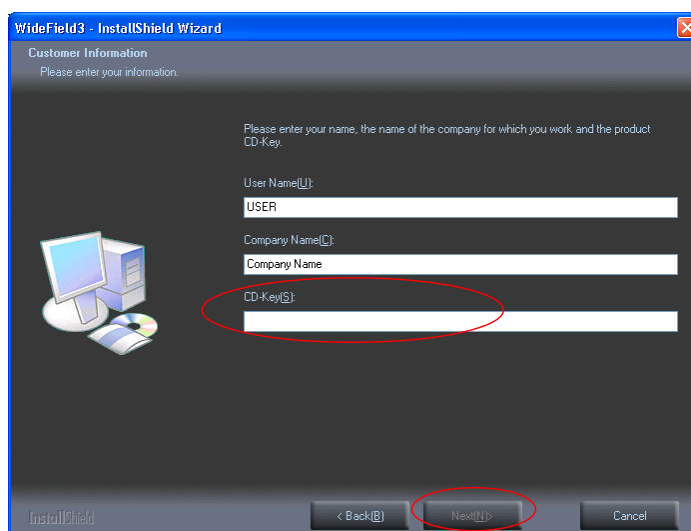 WideField3 - InstallShield Wizard
Customer Information
Please enter your information.
Please enter your name, the name of the company for which you work and the product
CD-Key.
User Name(U):
USER
Company Name(C):
Company Name
CD-Key(S):
InstallShield
< Back(B)
Next(N)>
Cancel